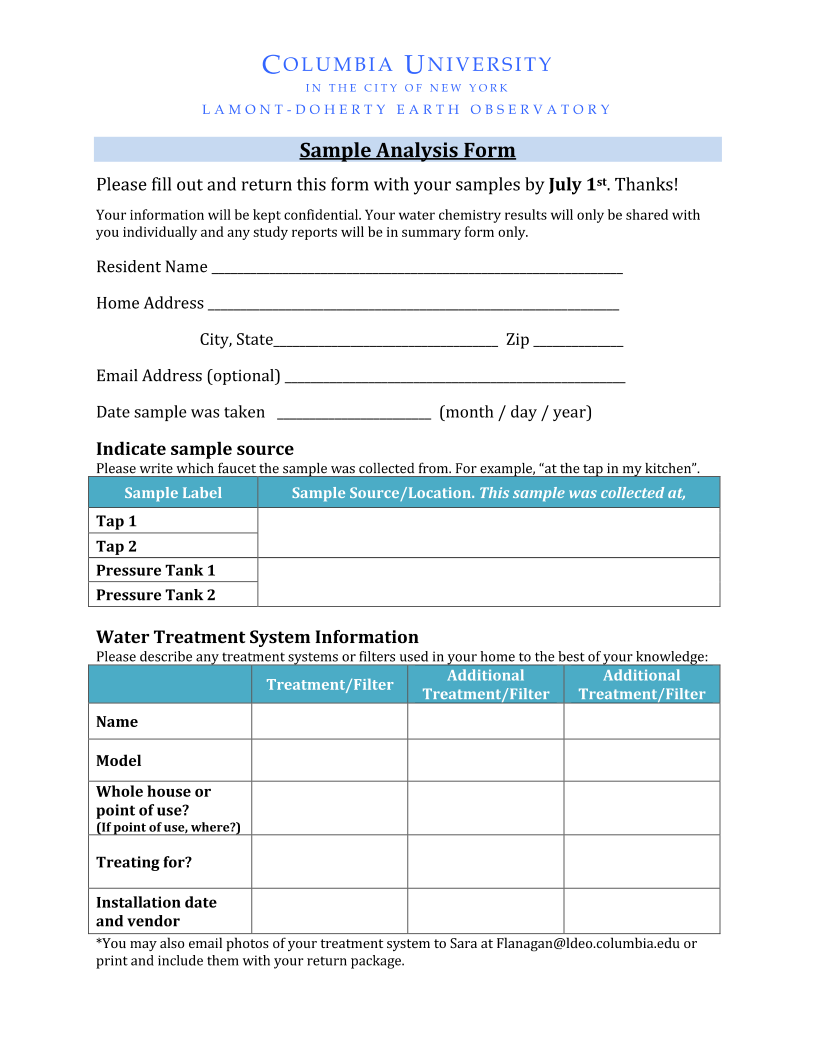 COLUMBIA UNIVERSITY
IN THE CITY OF NEW YORK
LAMONT-DOHERTY EARTH OBSERVATORY
Sample Analysis Form
Please fill out and return this form with your samples by July 1st. Thanks!
Your information will be kept confidential. Your water chemistry results will only be shared with
you individually and any study reports will be in summary form only.
Resident Name ________________________________________________________________
Home Address ________________________________________________________________
City, State___________________________________ Zip ______________
Email Address (optional) _____________________________________________________
Date sample was taken ________________________ (month / day / year)
Indicate sample source
Please write which faucet the sample was collected from. For example, “at the tap in my kitchen”.
Sample Label Sample Source/Location. This sample was collected at,
Tap 1
Tap 2
Pressure Tank 1
Pressure Tank 2
Water Treatment System Information
Please describe any treatment systems or filters used in your home to the best of your knowledge:
Treatment/Filter Additional Treatment/Filter Additional Treatment/Filter
Name
Model
Whole house or
point of use?
(If point of use, where?)
Treating for?
Installation date
and vendor
*You may also email photos of your treatment system to Sara at Flanagan@ldeo.columbia.edu or
print and include them with your return package.